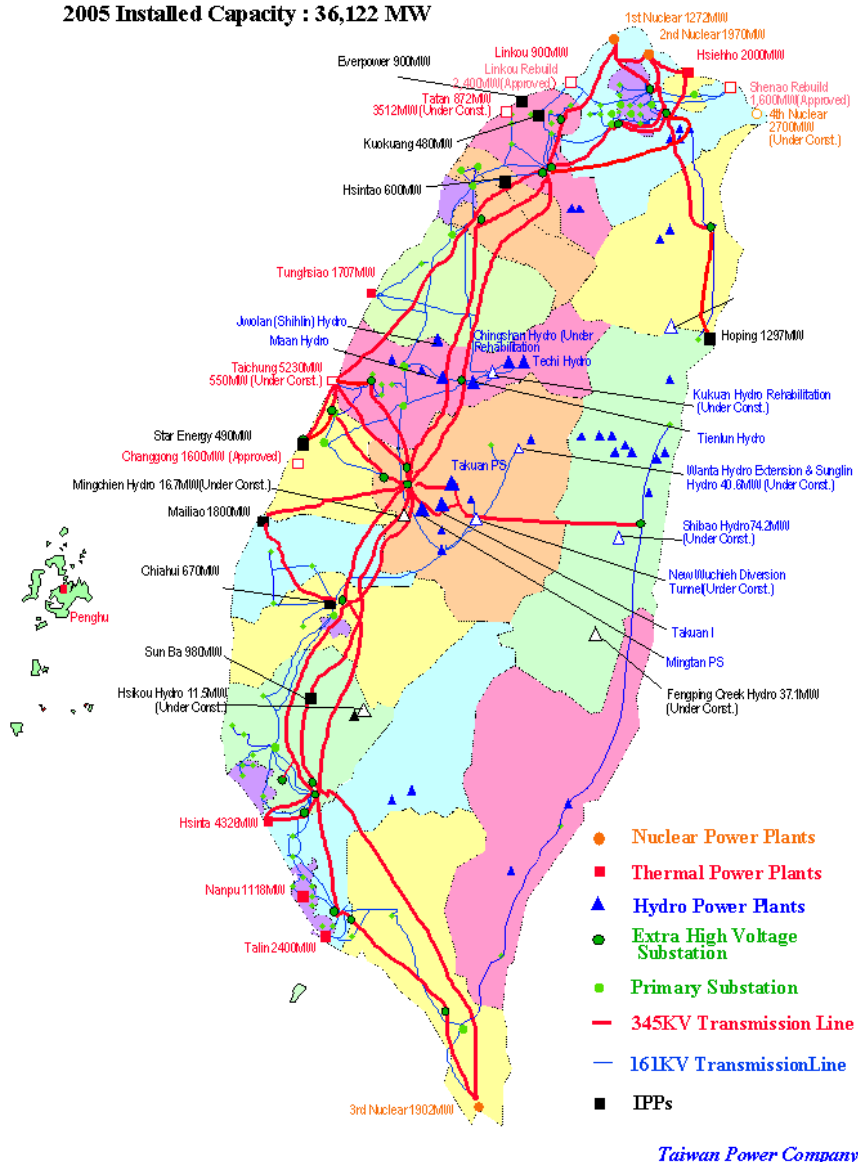 2005 Installed Capacity : 36,122 MW
1st Nuclear 1272MW
2nd Nuclear 1970MW
Linkou 900MW
Hsiehho 2000MW
Everpower 900MW
Linkou Rebuild
2,400MW(Approved)
Shenao Rebuild
1,600MW(Approved)
Tatan 872MW
3512MW(Under Const.)
4th Nuclear
2700MW
(Under Const.)
Kuokuang 480MW
Hsintao 600MW
Tunghsiao 1707MW
Jwolan (Shihlin) Hydro
Chingshan Hydro (Under
Rehabilitation
Hoping 1297MW
Maan Hydro
Techi Hydro
Taichung 5230MW
550MW(Under Const.)
Kukuan Hydro Rehabilitation
(Under Const.)
Star Energy 490MW
Tienlun Hydro
Changgong 1600MW (Approved)
Takuan PS
Wanta Hydro Extension & Sunglin
Hydro 40.6MW (Under Const.)
Mingchien Hydro 16.7MW(Under Const.)
Mailiao 1800MW
Shibao Hydro74.2MW
(Under Const.)
Chiahui 670MW
New Wuchieh Diversion
Tunnel(Under Const.)
Penghu
Takuan I
Sun Ba 980MW
Mingtan PS
Hsikou Hydro 11.5MW
(Under Const.)
Fengping Creek Hydro 37.1MW
(Under Const.)
Hsinta 4326MW
Nanpu 1118MW
Talin 2400MW
3rd Nuclear 1902MW
Nuclear Power Plants
Thermal Power Plants
Hydro Power Plants
Extra High Voltage
Substation
Primary Substation
345KV Transmission Line
161KV TransmissionLine
IPPs
Taiwan Power Company